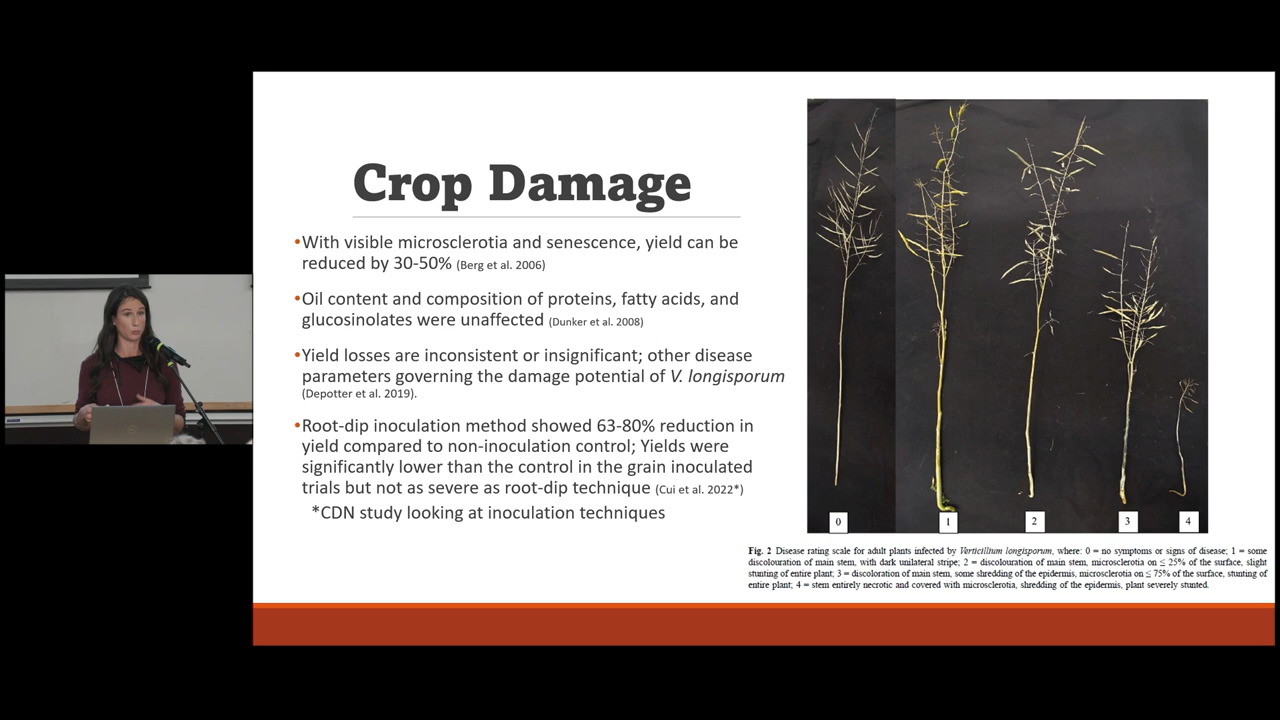 Crop Damage
•With visible microsclerotia and senescence, yield can be
reduced by 30-50% (Berg et al. 2006)
•Oil content and composition of proteins, fatty acids, and
glucosinolates were unaffected (Dunker et al. 2008)
•Yield losses are inconsistent or insignificant; other disease
parameters governing the damage potential of V. longisporum
(Depotter et al. 2019).
•Root-dip inoculation method showed 63-80% reduction in
yield compared to non-inoculation control; Yields were
significantly lower than the control in the grain inoculated
trials but not as severe as root-dip technique (Cui et al. 2022*)
*CDN study looking at inoculation techniques
0 1 2 3 4
Fig. 2 Disease rating scale for adult plants infected by Verticillium longisporum, where: 0 = no symptoms or signs of disease; 1 = some
discolouration of main stem, with dark unilateral stripe; 2 = discolouration of main stem, microsclerotia on ≤ 25% of the surface, slight
stunting of entire plant; 3 = discoloration of main stem, some shredding of the epidermis, microsclerotia on ≤ 75% of the surface, stunting of
entire plant; 4 = stem entirely necrotic and covered with microsclerotia, shredding of the epidermis, plant severely stunted.